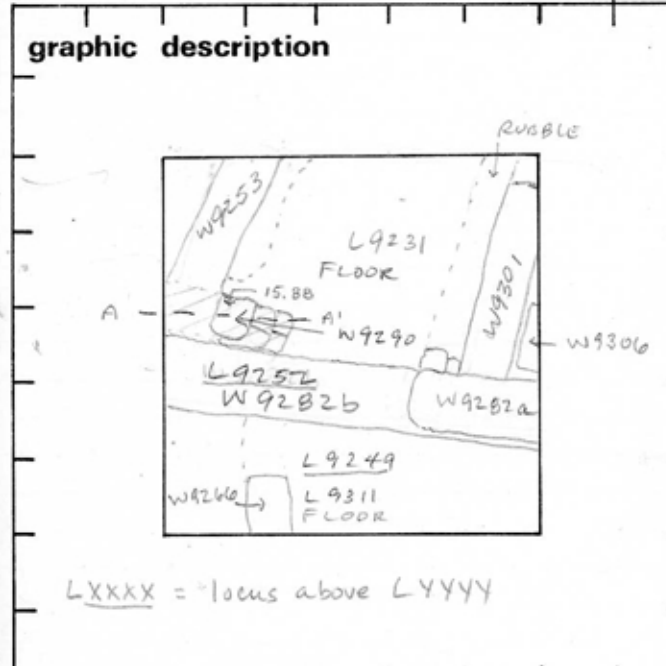 graphic description
RUBBLE
W9253
L9231
FLOOR
W9301
15.88
A
A'
W9290
W9306
L9252
W9282b
W9282a
L9249
W9266
L9311
FLOOR
LXXXX = locus above LYYYY